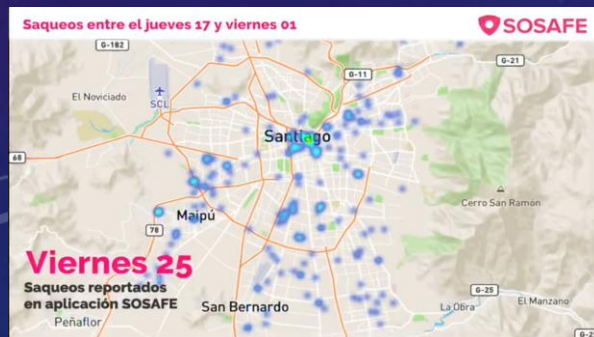 Saqueos entre el jueves 17 y viernes 01
SOSAFE
G-182
G-21
G-11
El Noviciado
SCL
Santiago
68
Cerro San Ramón
Maipú
78
Viernes 25
Saqueos reportados
en aplicación SOSAFE
G-25
San Bernardo
La Obra
El Manzano
Peñaflor